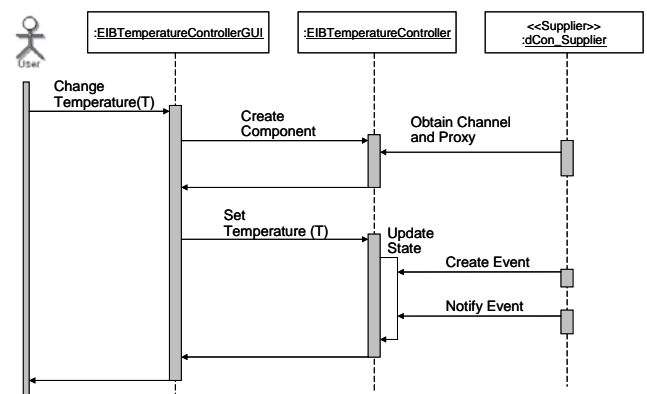 <<Supplier>>
:EIBTemperatureControllerGUI
:EIBTemperatureController
:dCon_Supplier
User
Change
Temperature(T)
Create
Component
Obtain Channel
and Proxy
Set
Temperature (T)
Update
State
Create Event
Notify Event